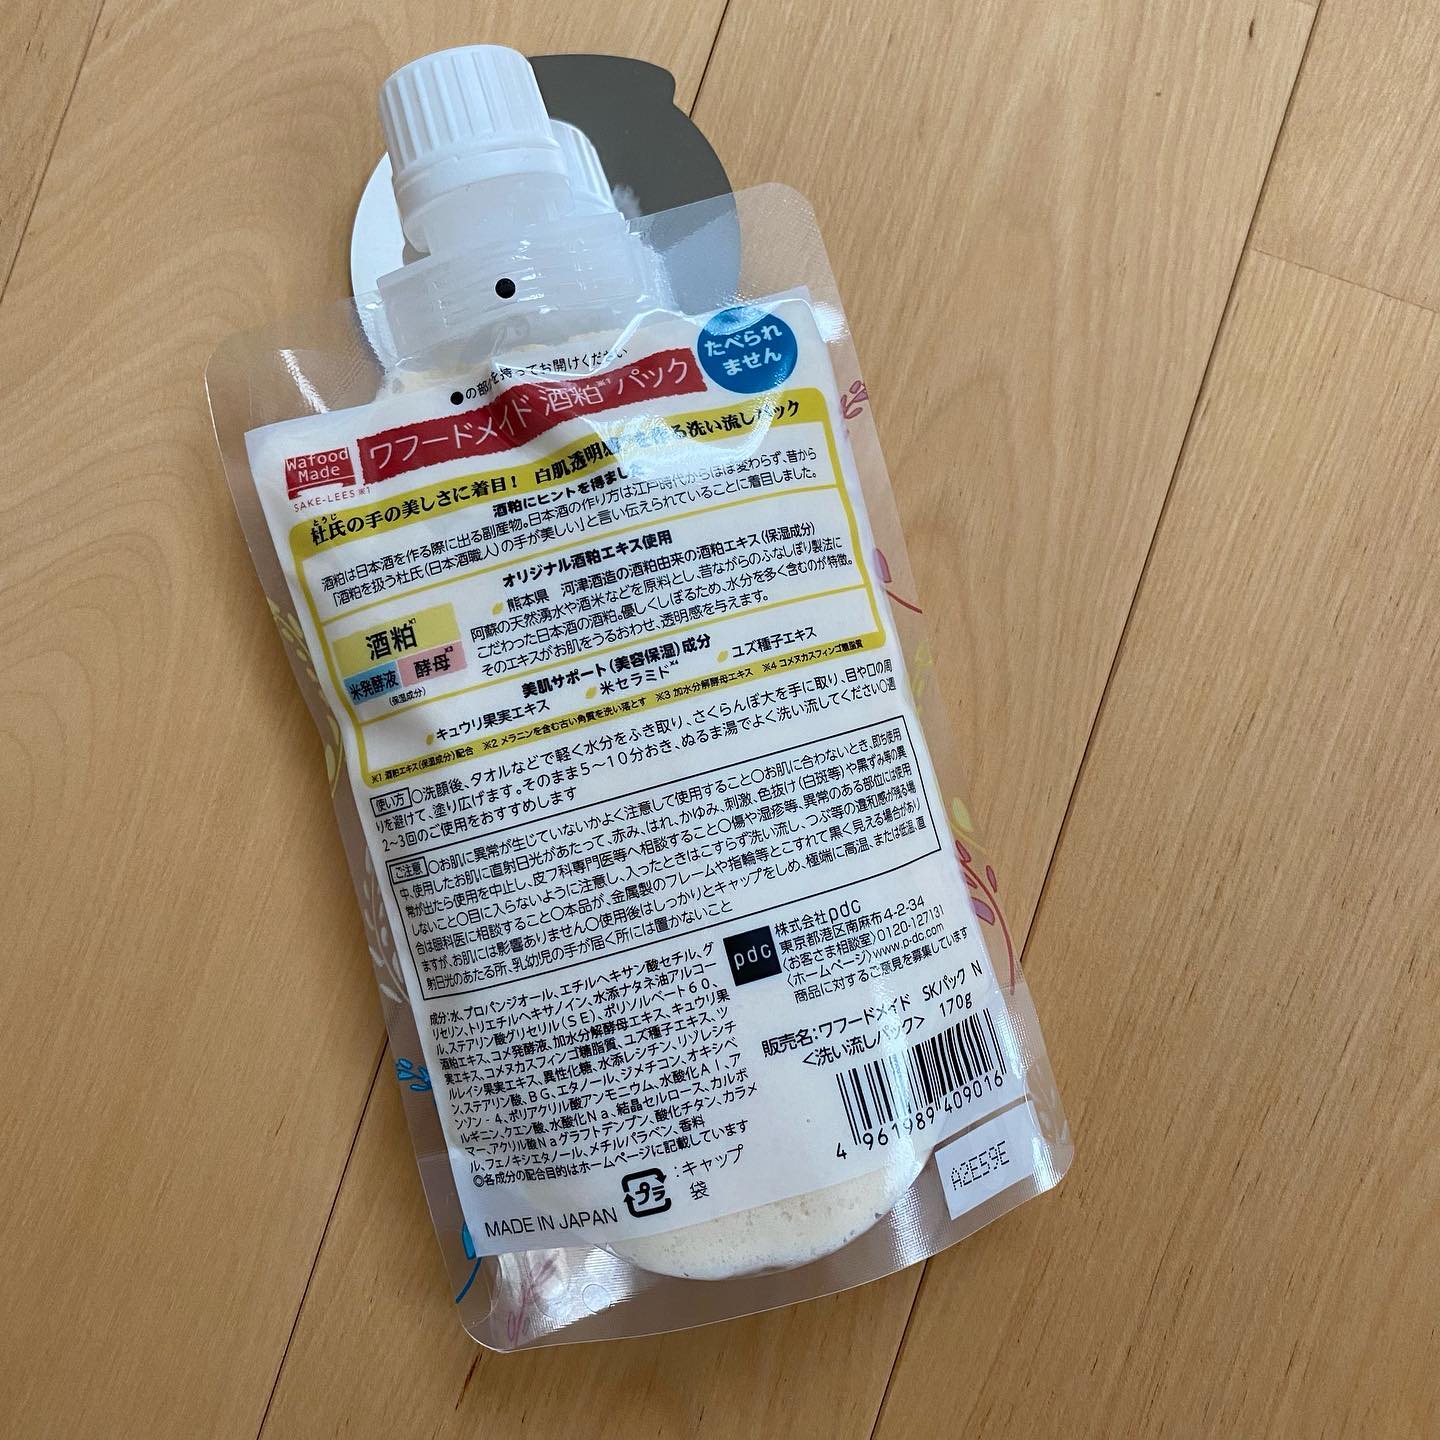 ●の部分を持ってお開けください
たべられ
ません
Wafood
Made
SAKE-LEES※1
ワフードメイド 酒粕※1 パック
とうじ
杜氏の手の美しさに着目! 白肌透明感 を作る洗い流しパック
酒粕にヒントを得ました
酒粕は日本酒を作る際に出る副産物。日本酒の作り方は江戸時代からほぼ変わらず、昔から
「酒粕を扱う杜氏(日本酒職人)の手が美しい」と言い伝えられていることに着目しました。
酒粕※1
米発酵液
酵母※3
(保湿成分)
オリジナル酒粕エキス使用
熊本県 河津酒造の酒粕由来の酒粕エキス(保湿成分)
阿蘇の天然湧水や酒米などを原料とし、昔ながらのふなしぼり製法に
こだわった日本酒の酒粕。優しくしぼるため、水分を多く含むのが特徴。
そのエキスがお肌をうるおわせ、透明感を与えます。
美肌サポート(美容保湿)成分
キュウリ果実エキス 米セラミド※4 ユズ種子エキス
※1 酒粕エキス(保湿成分)配合 ※2 メラニンを含む古い角質を洗い落とす ※3 加水分解酵母エキス ※4 コメヌカスフィンゴ糖脂質
使い方 〇洗顔後、タオルなどで軽く水分をふき取り、さくらんぼ大を手に取り、目や口の周
りを避けて、塗り広げます。そのまま5〜10分おき、ぬるま湯でよく洗い流してください〇週
2〜3回のご使用をおすすめします
ご注意 〇お肌に異常が生じていないかよく注意して使用すること〇お肌に合わないとき、即ち使用
中、使用したお肌に直射日光があたって、赤み、はれ、かゆみ、刺激、色抜け(白斑等)や黒ずみ等の異
常が出たら使用を中止し、皮フ科専門医等へ相談すること〇傷や湿疹等、異常のある部位には使用
しないこと〇目に入らないように注意し、入ったときはこすらず洗い流し、つぶ等の違和感が残る場
合は眼科医に相談すること〇本品が、金属製のフレームや指輪等とこすれて黒く見える場合があり
ますが、お肌には影響ありません〇使用後はしっかりとキャップをしめ、極端に高温、または低温、直
射日光のあたる所、乳幼児の手が届く所には置かないこと
成分:水、プロパンジオール、エチルヘキサン酸セチル、グ
リセリン、トリエチルヘキサノイン、水添ナタネ油アルコー
ル、ステアリン酸グリセリル(SE)、ポリソルベート60、
酒粕エキス、コメ発酵液、加水分解酵母エキス、キュウリ果
実エキス、コメヌカスフィンゴ糖脂質、ユズ種子エキス、ツ
ルレイシ果実エキス、異性化糖、水添レシチン、リゾレシチ
ン、ステアリン酸、BG、エタノール、ジメチコン、オキシベ
ンゾン‐4、ポリアクリル酸アンモニウム、水酸化Al、ア
ルギニン、クエン酸、水酸化Na、結晶セルロース、カルボ
マー、アクリル酸Naグラフトデンプン、酸化チタン、カラメ
ル、フェノキシエタノール、メチルパラベン、香料
◎各成分の配合目的はホームページに記載しています
pdc
株式会社pdc
東京都港区南麻布4-2-34
〈お客さま相談室〉0120-127131
〈ホームページ〉www.p-dc.com
商品に対するご意見を募集しています
販売名:ワフードメイド SKパック N
<洗い流しパック> 170g
4 961989 409016
プラ
:キャップ
袋
MADE IN JAPAN
A2E59E